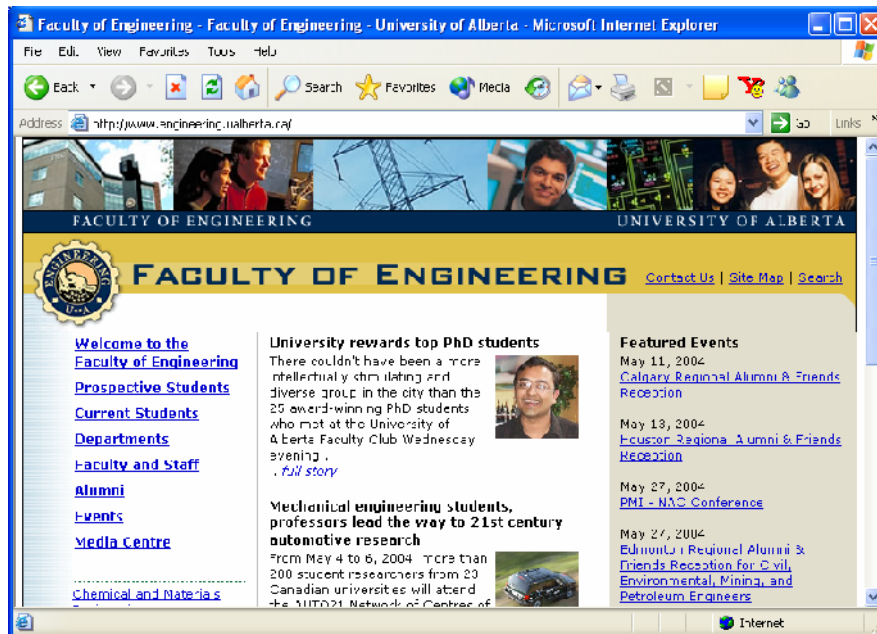 Faculty of Engineering - Faculty of Engineering - University of Alberta - Microsoft Internet Explorer
File Edit View Favorites Tools Help
Back Search Favorites Media
Address http://www.engineering.ualberta.ca/ Go Links
FACULTY OF ENGINEERING UNIVERSITY OF ALBERTA
ENGINEERING
U of A
FACULTY OF ENGINEERING Contact Us | Site Map | Search
Welcome to the
Faculty of Engineering
Prospective Students
Current Students
Departments
Faculty and Staff
Alumni
Events
Media Centre
Chemical and Materials
University rewards top PhD students
There couldn't have been a more
intellectually stimulating and
diverse group in the city than the
25 award-winning PhD students
who met at the University of
Alberta Faculty Club Wednesday
evening .
. full story
Mechanical engineering students,
professors lead the way to 21st century
automotive research
From May 4 to 6, 2004 more than
200 student researchers from 23
Canadian universities will attend
the AUTO21 Network of Centres of
Featured Events
May 11, 2004
Calgary Regional Alumni & Friends
Reception
May 13, 2004
Houston Regional Alumni & Friends
Reception
May 27, 2004
PMI - NAC Conference
May 27, 2004
Edmonton Regional Alumni &
Friends Reception for Civil,
Environmental, Mining, and
Petroleum Engineers
Internet